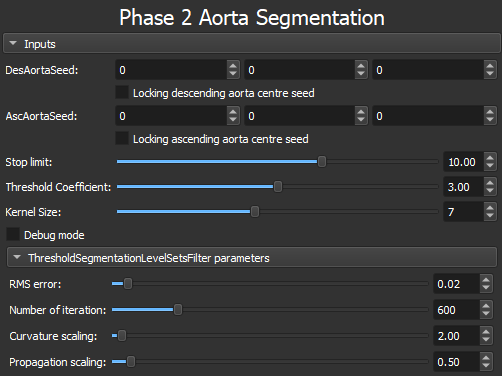 Phase 2 Aorta Segmentation
Inputs
DesAortaSeed: 0 0 0
Locking descending aorta centre seed
AscAortaSeed: 0 0 0
Locking ascending aorta centre seed
Stop limit: 10.00
Threshold Coefficient: 3.00
Kernel Size: 7
Debug mode
ThresholdSegmentationLevelSetsFilter parameters
RMS error: 0.02
Number of iteration: 600
Curvature scaling: 2.00
Propagation scaling: 0.50